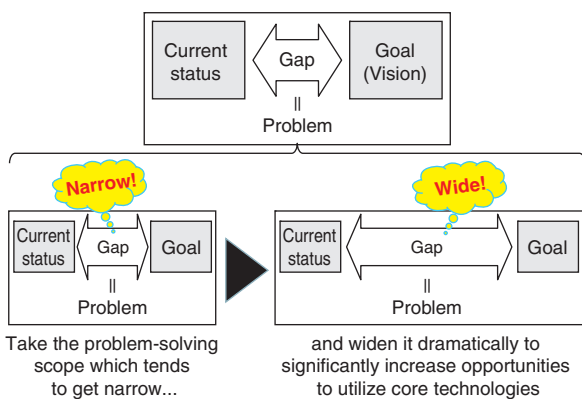 Current
status
Gap
Goal
(Vision)
=
Problem
Narrow!
Current
status
Gap
Goal
=
Problem
Wide!
Current
status
Gap
Goal
=
Problem
Take the problem-solving
scope which tends
to get narrow...
and widen it dramatically to
significantly increase opportunities
to utilize core technologies